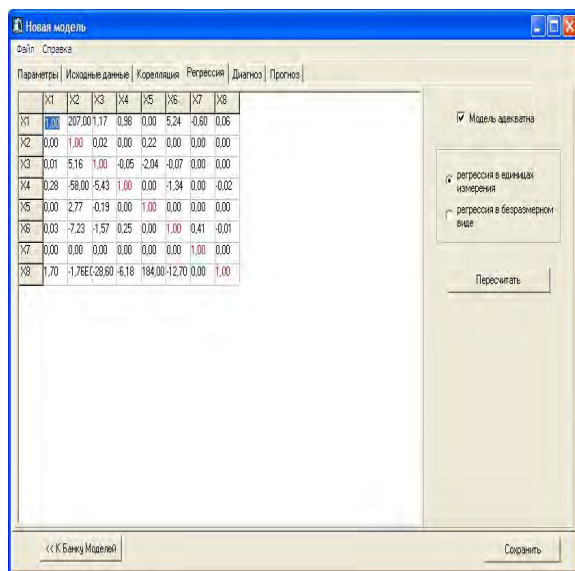 Новая модель
Файл Справка
Параметры Исходные данные Корелляция Регрессия Диагноз Прогноз
X1 X2 X3 X4 X5 X6 X7 X8
X1 1,00 207,00 1,17 0,98 0,00 5,24 -0,60 0,06
X2 0,00 1,00 0,02 0,00 0,22 0,00 0,00 0,00
X3 0,01 5,16 1,00 -0,05 -2,04 -0,07 0,00 0,00
X4 0,28 -58,00 -5,43 1,00 0,00 -1,34 0,00 -0,02
X5 0,00 2,77 -0,19 0,00 1,00 0,00 0,00 0,00
X6 0,03 -7,23 -1,57 0,25 0,00 1,00 0,41 -0,01
X7 0,00 0,00 0,00 0,00 0,00 0,00 1,00 0,00
X8 1,70 -28,60 -6,18 184,00 -12,70 0,00 1,00
Модель адекватна
регрессия в единицах
измерения
регрессия в безразмерном
виде
Пересчитать
<< К Банку Моделей
Сохранить